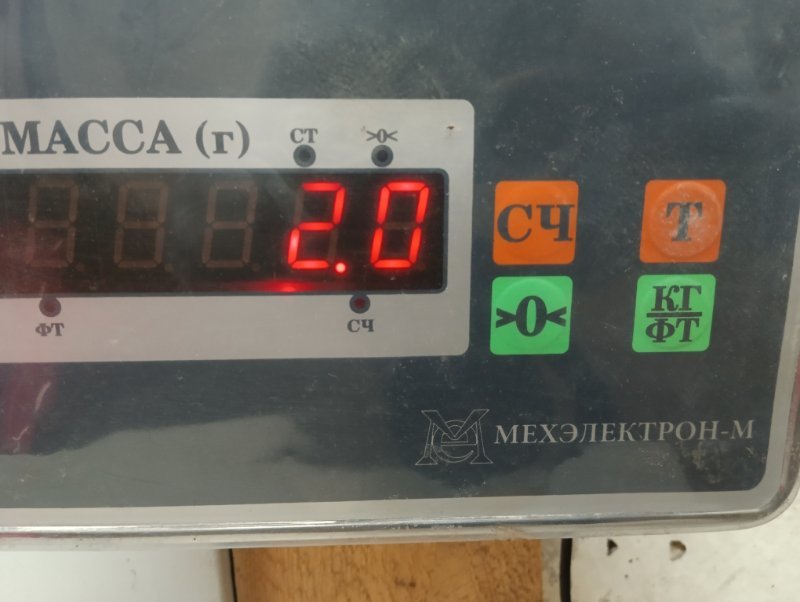 МАССА (г)
СТ >0<
2.0
ФТ СЧ
СЧ Т
>0< КГ
ФТ
МЕХЭЛЕКТРОН-М